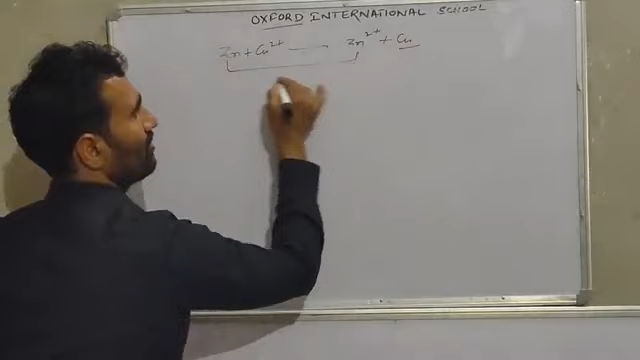 OXFORD INTERNATIONAL SCHOOL
Zn + Cu²⁺ —— Zn²⁺ + Cu